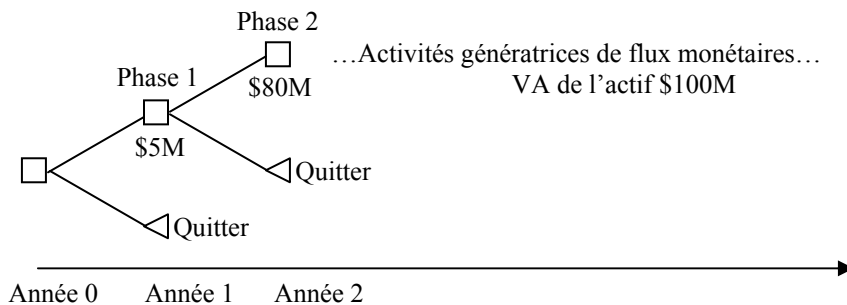 Phase 2
…Activités génératrices de flux monétaires…
Phase 1
$80M
VA de l’actif $100M
$5M
Quitter
Quitter
Année 0 Année 1 Année 2